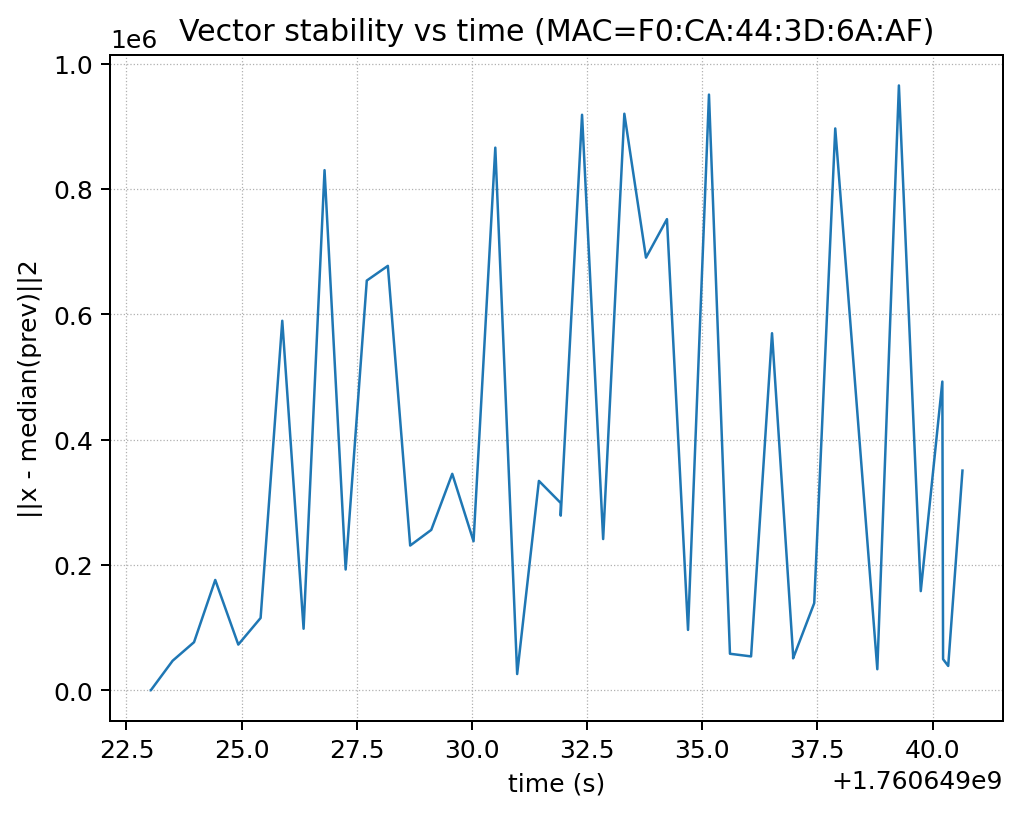 Vector stability vs time (MAC=F0:CA:44:3D:6A:AF)
1e6
1.0
0.8
0.6
0.4
0.2
0.0
||x - median(prev)||2
22.5 25.0 27.5 30.0 32.5 35.0 37.5 40.0
time (s)
+1.760649e9